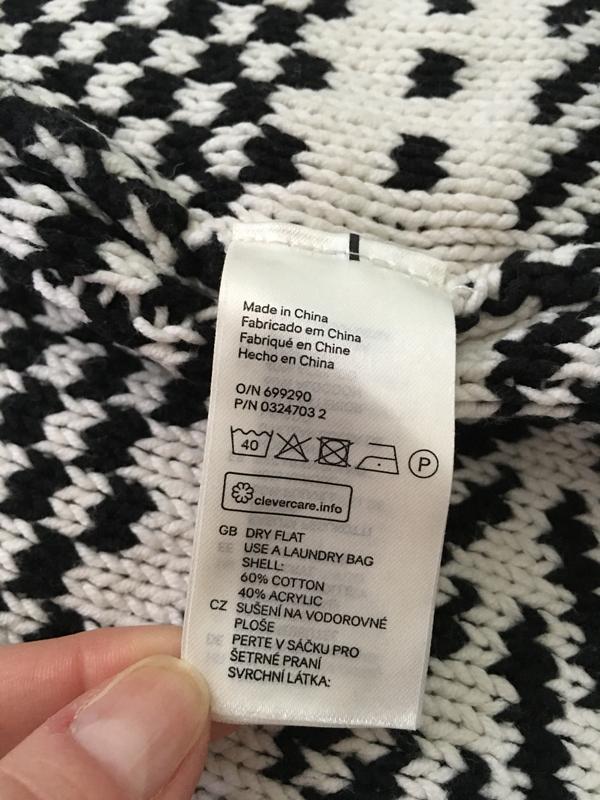 Made in China
Fabricado em China
Fabriqué en Chine
Hecho en China
O/N 699290
P/N 0324703 2
40 P
clevercare.info
GB DRY FLAT
USE A LAUNDRY BAG
SHELL:
60% COTTON
40% ACRYLIC
CZ SUŠENÍ NA VODOROVNÉ
PLOŠE
PERTE V SÁČKU PRO
ŠETRNÉ PRANÍ
SVRCHNÍ LÁTKA: